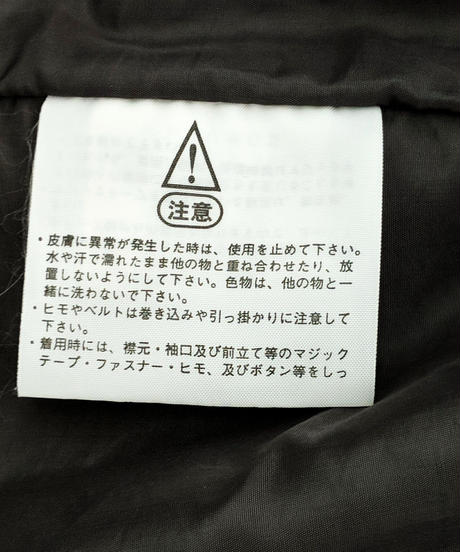 注意
・皮膚に異常が発生した時は、使用を止めて下さい。
水や汗で濡れたまま他の物と重ね合わせたり、放
置しないようにして下さい。色物は、他の物と一
緒に洗わないで下さい。
・ヒモやベルトは巻き込みや引っ掛かりに注意して
下さい。
・着用時には、襟元・袖口及び前立て等のマジック
テープ・ファスナー・ヒモ、及びボタン等をしっ